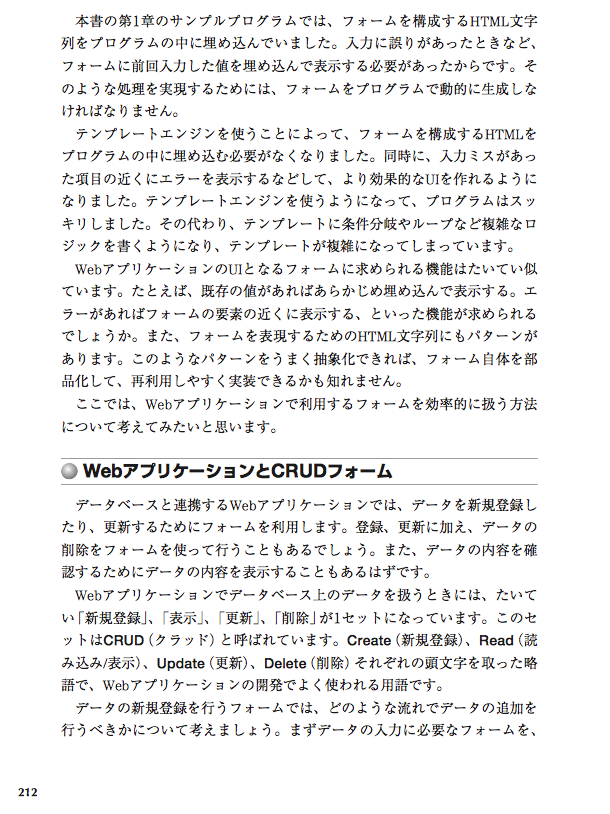 本書の第1章のサンプルプログラムでは、フォームを構成するHTML文字
列をプログラムの中に埋め込んでいました。入力に誤りがあったときなど、
フォームに前回入力した値を埋め込んで表示する必要があったからです。そ
のような処理を実現するためには、フォームをプログラムで動的に生成しな
ければなりません。
テンプレートエンジンを使うことによって、フォームを構成するHTMLを
プログラムの中に埋め込む必要がなくなりました。同時に、入力ミスがあっ
た項目の近くにエラーを表示するなどして、より効果的なUIを作れるように
なりました。テンプレートエンジンを使うようになって、プログラムはスッ
キリしました。その代わり、テンプレートに条件分岐やループなど複雑なロ
ジックを書くようになり、テンプレートが複雑になってしまっています。
WebアプリケーションのUIとなるフォームに求められる機能はたいてい似
ています。たとえば、既存の値があればあらかじめ埋め込んで表示する。エ
ラーがあればフォームの要素の近くに表示する、といった機能が求められる
でしょうか。また、フォームを表現するためのHTML文字列にもパターンが
あります。このようなパターンをうまく抽象化できれば、フォーム自体を部
品化して、再利用しやすく実装できるかも知れません。
ここでは、Webアプリケーションで利用するフォームを効率的に扱う方法
について考えてみたいと思います。
WebアプリケーションとCRUDフォーム
データベースと連携するWebアプリケーションでは、データを新規登録し
たり、更新するためにフォームを利用します。登録、更新に加え、データの
削除をフォームを使って行うこともあるでしょう。また、データの内容を確
認するためにデータの内容を表示することもあるはずです。
Webアプリケーションでデータベース上のデータを扱うときには、たいて
い「新規登録」、「表示」、「更新」、「削除」が1セットになっています。このセ
ットはCRUD（クラッド）と呼ばれています。Create（新規登録）、Read（読
み込み/表示）、Update（更新）、Delete（削除）それぞれの頭文字を取った略
語で、Webアプリケーションの開発でよく使われる用語です。
データの新規登録を行うフォームでは、どのような流れでデータの追加を
行うべきかについて考えましょう。まずデータの入力に必要なフォームを、
212